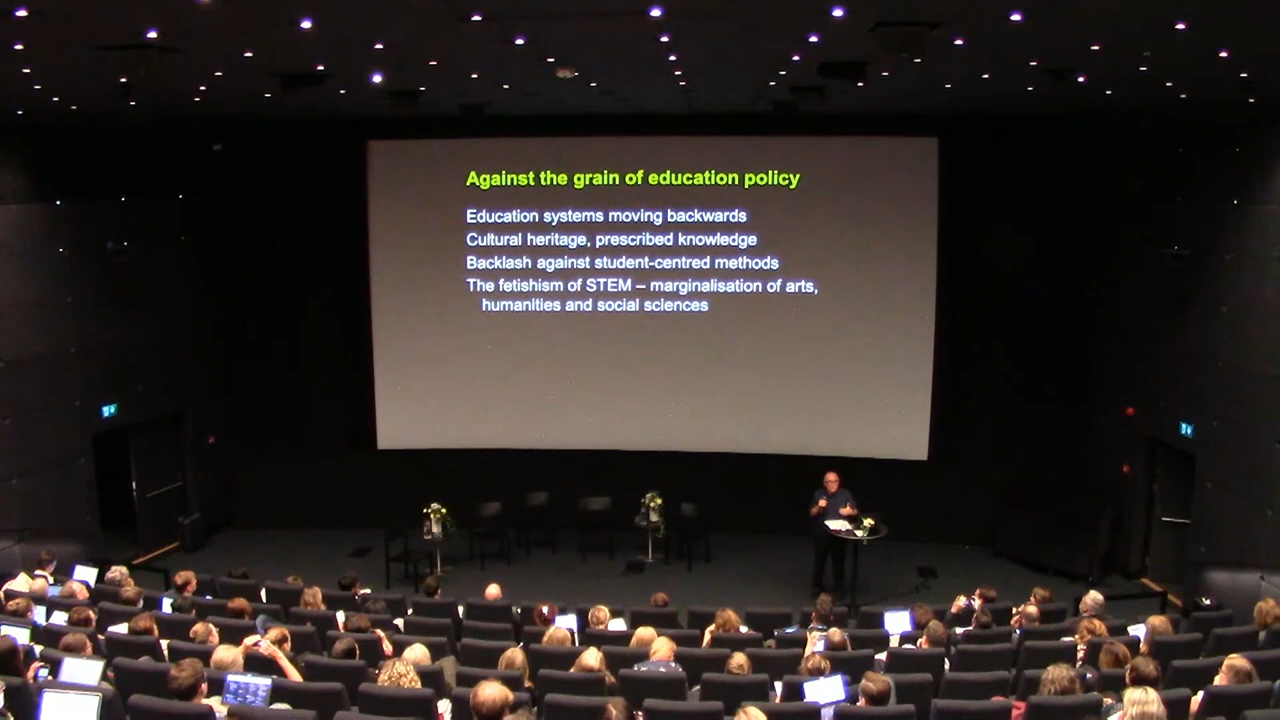 Against the grain of education policy
Education systems moving backwards
Cultural heritage, prescribed knowledge
Backlash against student-centred methods
The fetishism of STEM – marginalisation of arts,
humanities and social sciences